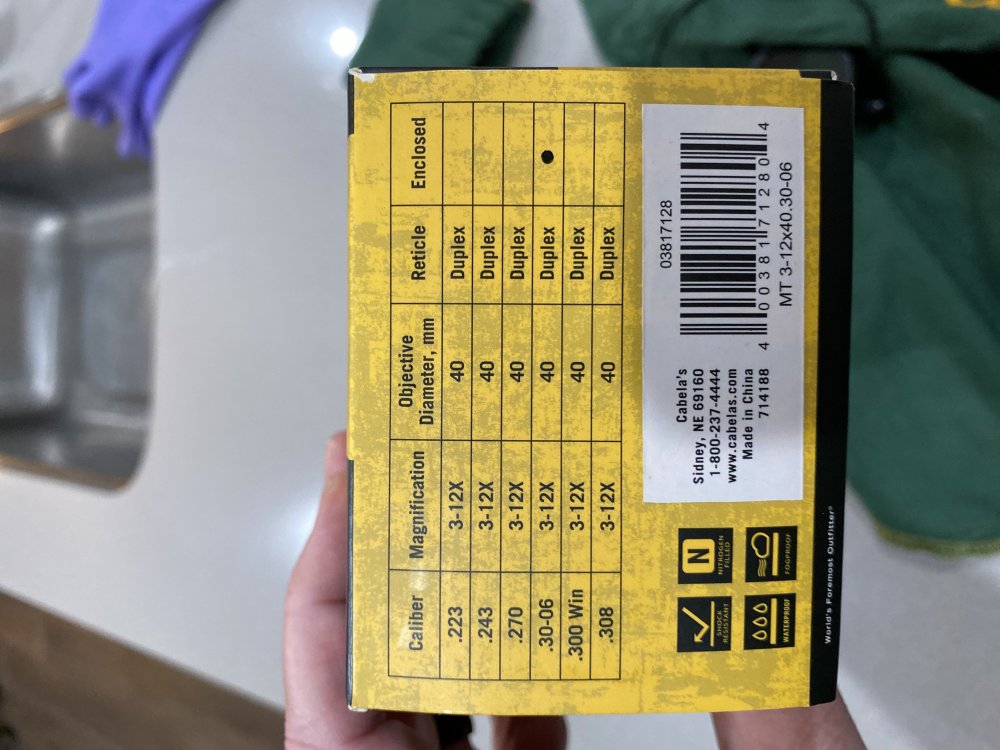 Caliber Magnification Objective Diameter, mm Reticle Enclosed
.223 3-12X 40 Duplex
.243 3-12X 40 Duplex
.270 3-12X 40 Duplex
.30-06 3-12X 40 Duplex ●
.300 Win 3-12X 40 Duplex
.308 3-12X 40 Duplex
SHOCK
RESISTANT
N
NITROGEN
FILLED
WATERPROOF
FOGPROOF
Cabela's
Sidney, NE 69160
1-800-237-4444
www.cabelas.com
Made in China
714188
03817128
4 00381 71280 4
MT 3-12x40.30-06
World's Foremost Outfitter®